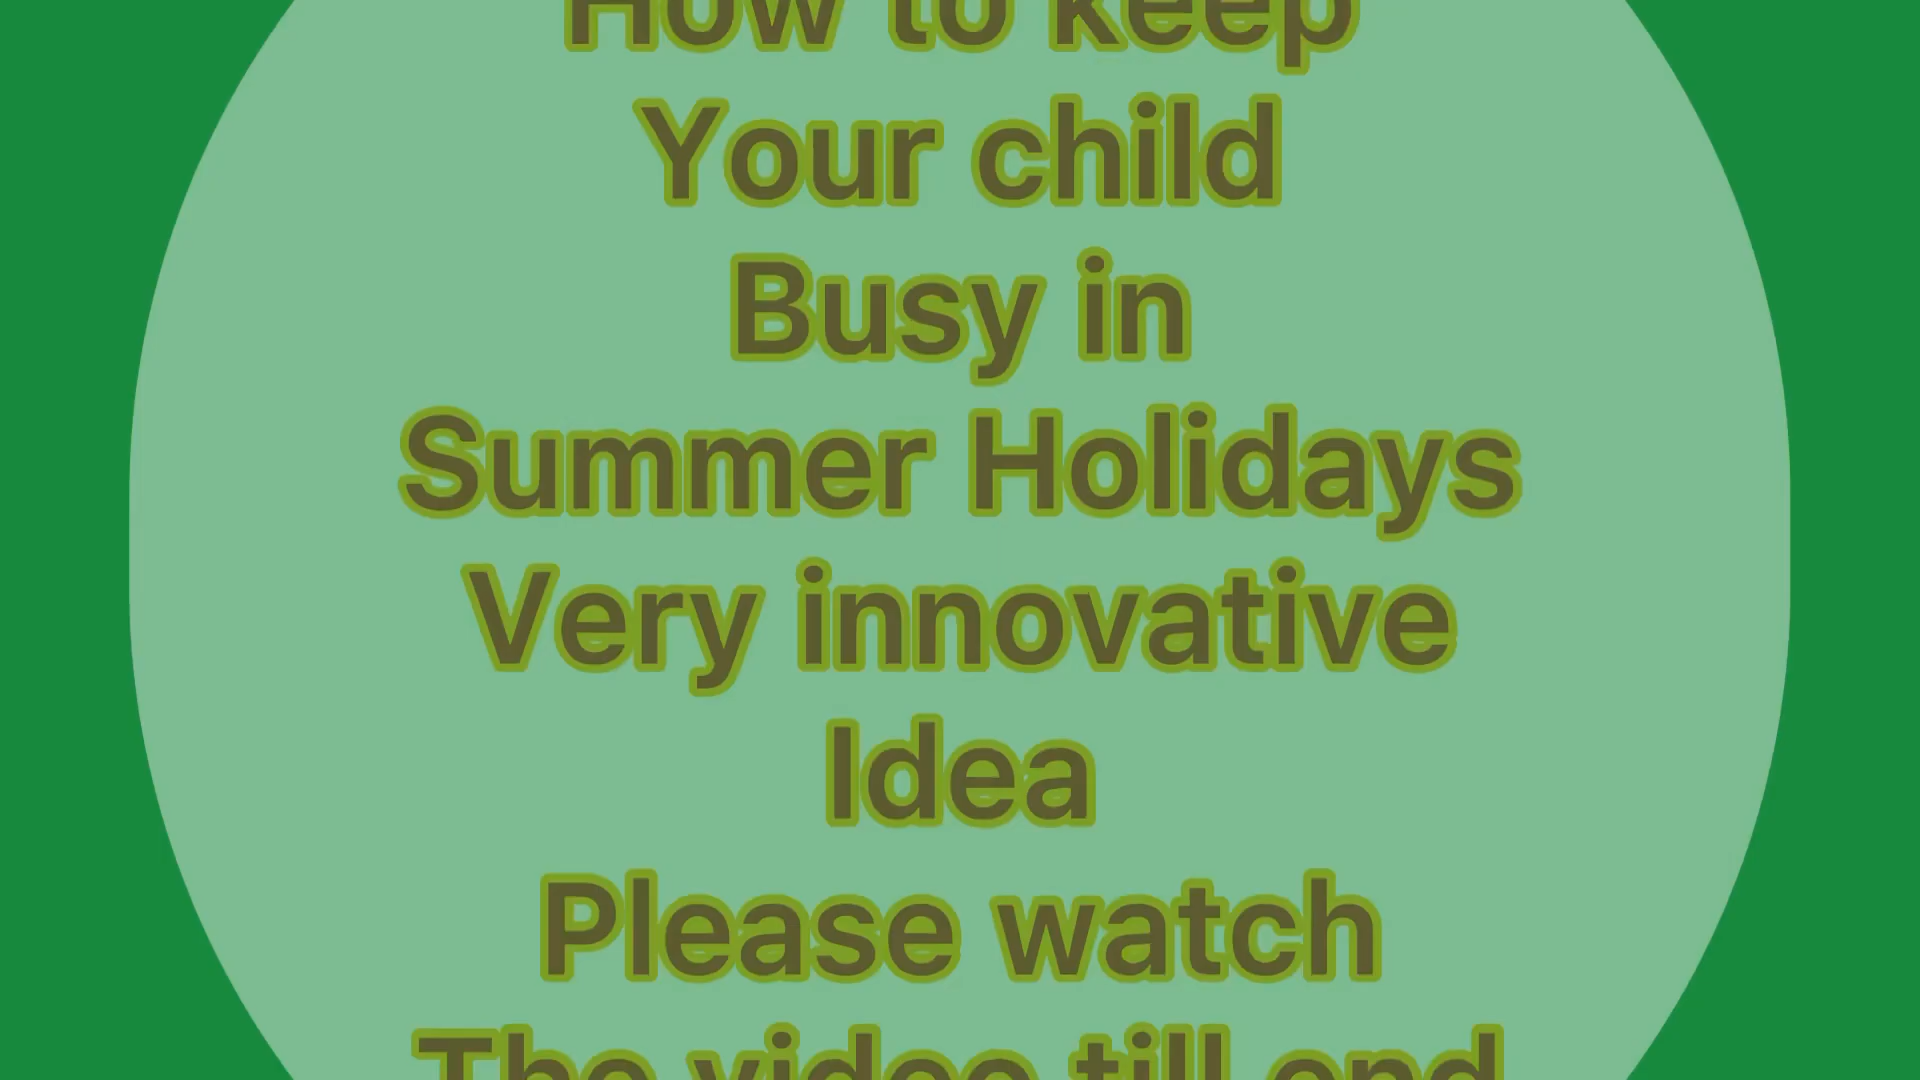 How to keep
Your child
Busy in
Summer Holidays
Very innovative
Idea
Please watch
The video till end